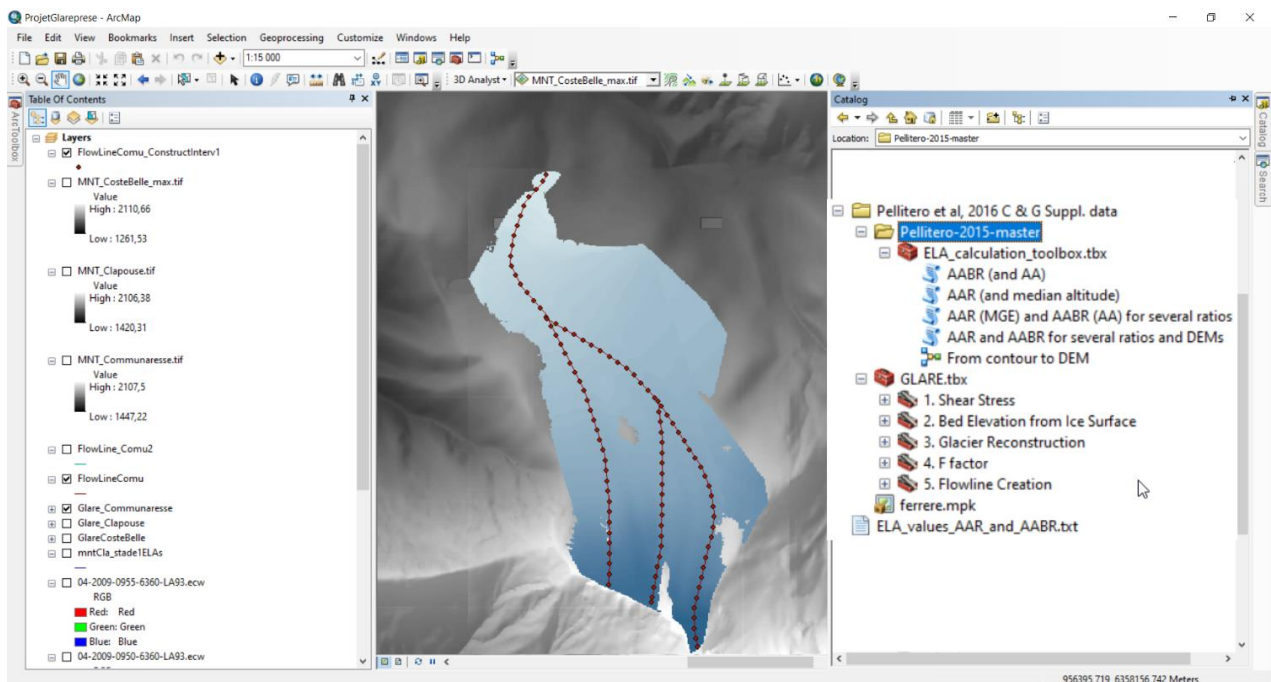 ProjetGlareprese - ArcMap
File Edit View Bookmarks Insert Selection Geoprocessing Customize Windows Help
1:15 000
3D Analyst
MNT_CosteBelle_max.tif
ArcToolbox
Table Of Contents
Layers
FlowLineComu_ConstructInterv1
MNT_CosteBelle_max.tif
Value
High : 2110,66
Low : 1261,53
MNT_Clapouse.tif
Value
High : 2106,38
Low : 1420,31
MNT_Communaresse.tif
Value
High : 2107,5
Low : 1447,22
FlowLine_Comu2
FlowLineComu
Glare_Communaresse
Glare_Clapouse
GlareCosteBelle
mntCla_stade1ELAs
04-2009-0955-6360-LA93.ecw
RGB
Red: Red
Green: Green
Blue: Blue
04-2009-0950-6360-LA93.ecw
Catalog
Location: Pellitero-2015-master
Pellitero et al, 2016 C & G Suppl. data
Pellitero-2015-master
ELA_calculation_toolbox.tbx
AABR (and AA)
AAR (and median altitude)
AAR (MGE) and AABR (AA) for several ratios
AAR and AABR for several ratios and DEMs
From contour to DEM
GLARE.tbx
1. Shear Stress
2. Bed Elevation from Ice Surface
3. Glacier Reconstruction
4. F factor
5. Flowline Creation
ferrere.mpk
ELA_values_AAR_and_AABR.txt
Catalog
Search
956395,719 6358156,742 Meters